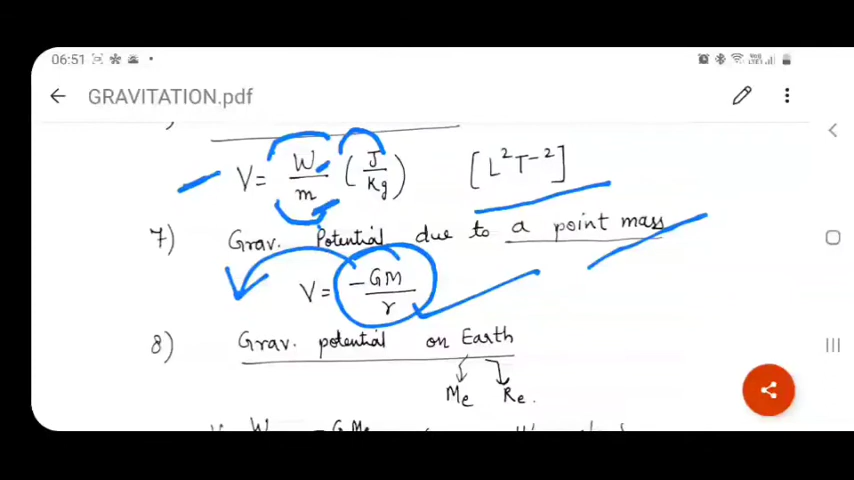 06:51
GRAVITATION.pdf
V = W/m (J/Kg) [L²T⁻²]
7) Grav. Potential due to a point mass
V = -GM/r
8) Grav. potential on Earth
Me Re.